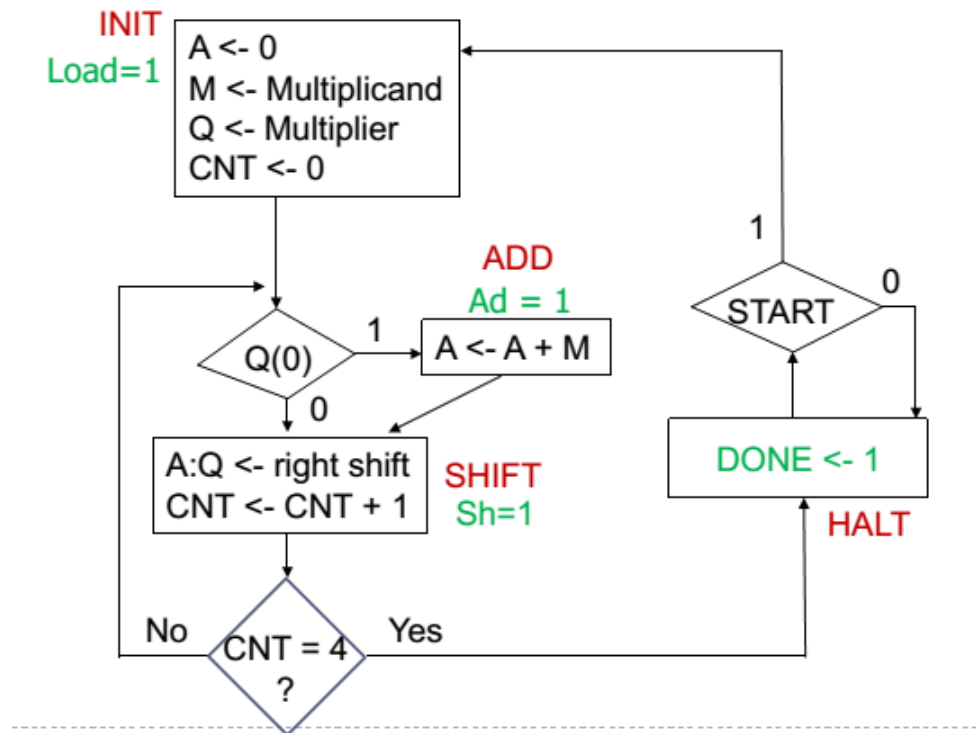 INIT
Load=1
A <- 0
M <- Multiplicand
Q <- Multiplier
CNT <- 0
ADD
Ad = 1
Q(0)
1
A <- A + M
0
A:Q <- right shift
CNT <- CNT + 1
SHIFT
Sh=1
No
CNT = 4
?
Yes
1
0
START
DONE <- 1
HALT